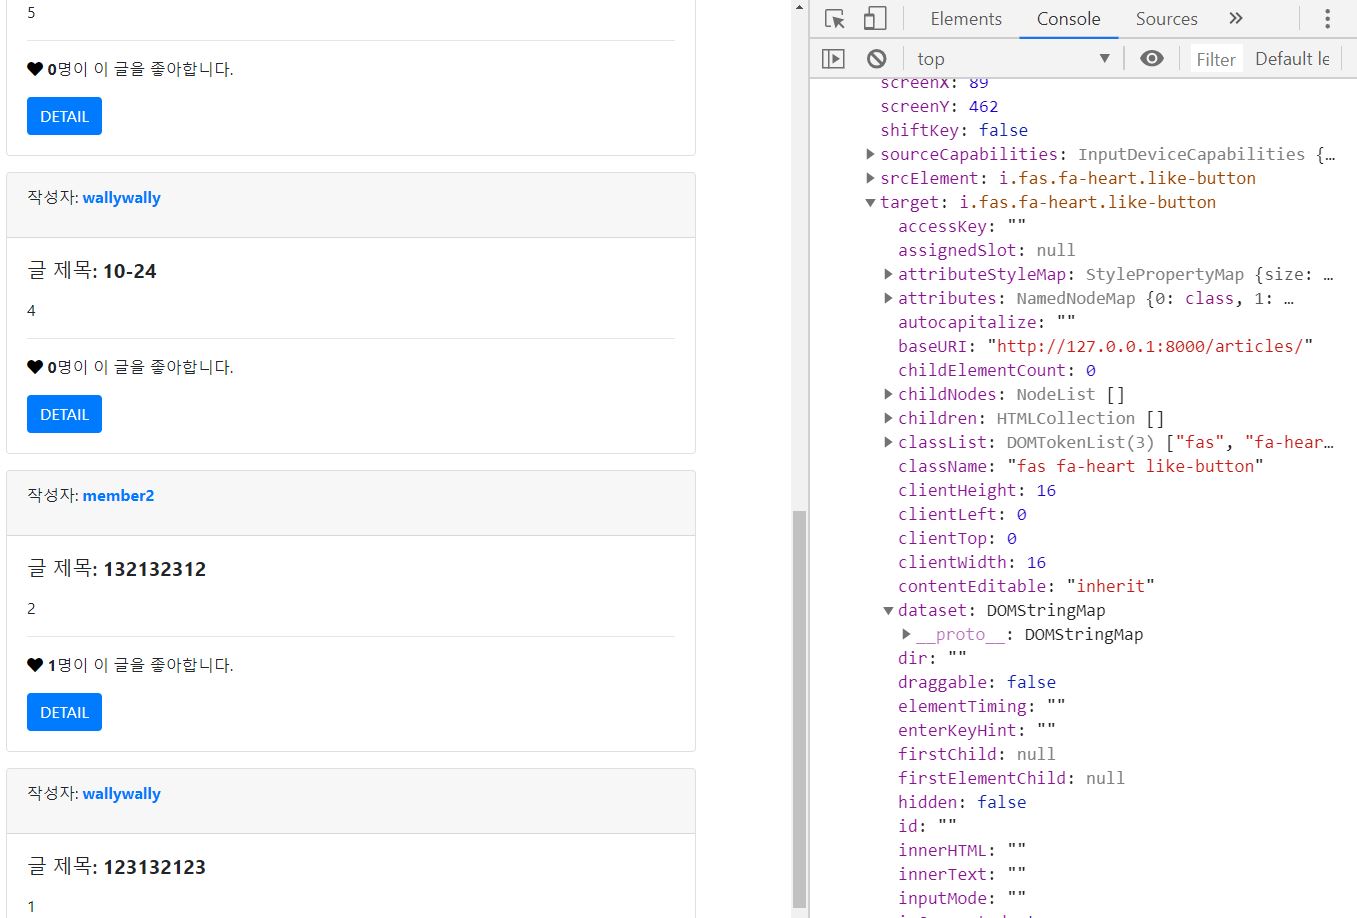 5
0명이 이 글을 좋아합니다.
DETAIL
작성자: wallywally
글 제목: 10-24
4
0명이 이 글을 좋아합니다.
DETAIL
작성자: member2
글 제목: 132132312
2
1명이 이 글을 좋아합니다.
DETAIL
작성자: wallywally
글 제목: 123132123
1
Elements Console Sources
top Filter Default le
screenX: 89
screenY: 462
shiftKey: false
sourceCapabilities: InputDeviceCapabilities {…
srcElement: i.fas.fa-heart.like-button
target: i.fas.fa-heart.like-button
accessKey: ""
assignedSlot: null
attributeStyleMap: StylePropertyMap {size: …
attributes: NamedNodeMap {0: class, 1: …
autocapitalize: ""
baseURI: "http://127.0.0.1:8000/articles/"
childElementCount: 0
childNodes: NodeList []
children: HTMLCollection []
classList: DOMTokenList(3) ["fas", "fa-hear…
className: "fas fa-heart like-button"
clientHeight: 16
clientLeft: 0
clientTop: 0
clientWidth: 16
contentEditable: "inherit"
dataset: DOMStringMap
__proto__: DOMStringMap
dir: ""
draggable: false
elementTiming: ""
enterKeyHint: ""
firstChild: null
firstElementChild: null
hidden: false
id: ""
innerHTML: ""
innerText: ""
inputMode: ""